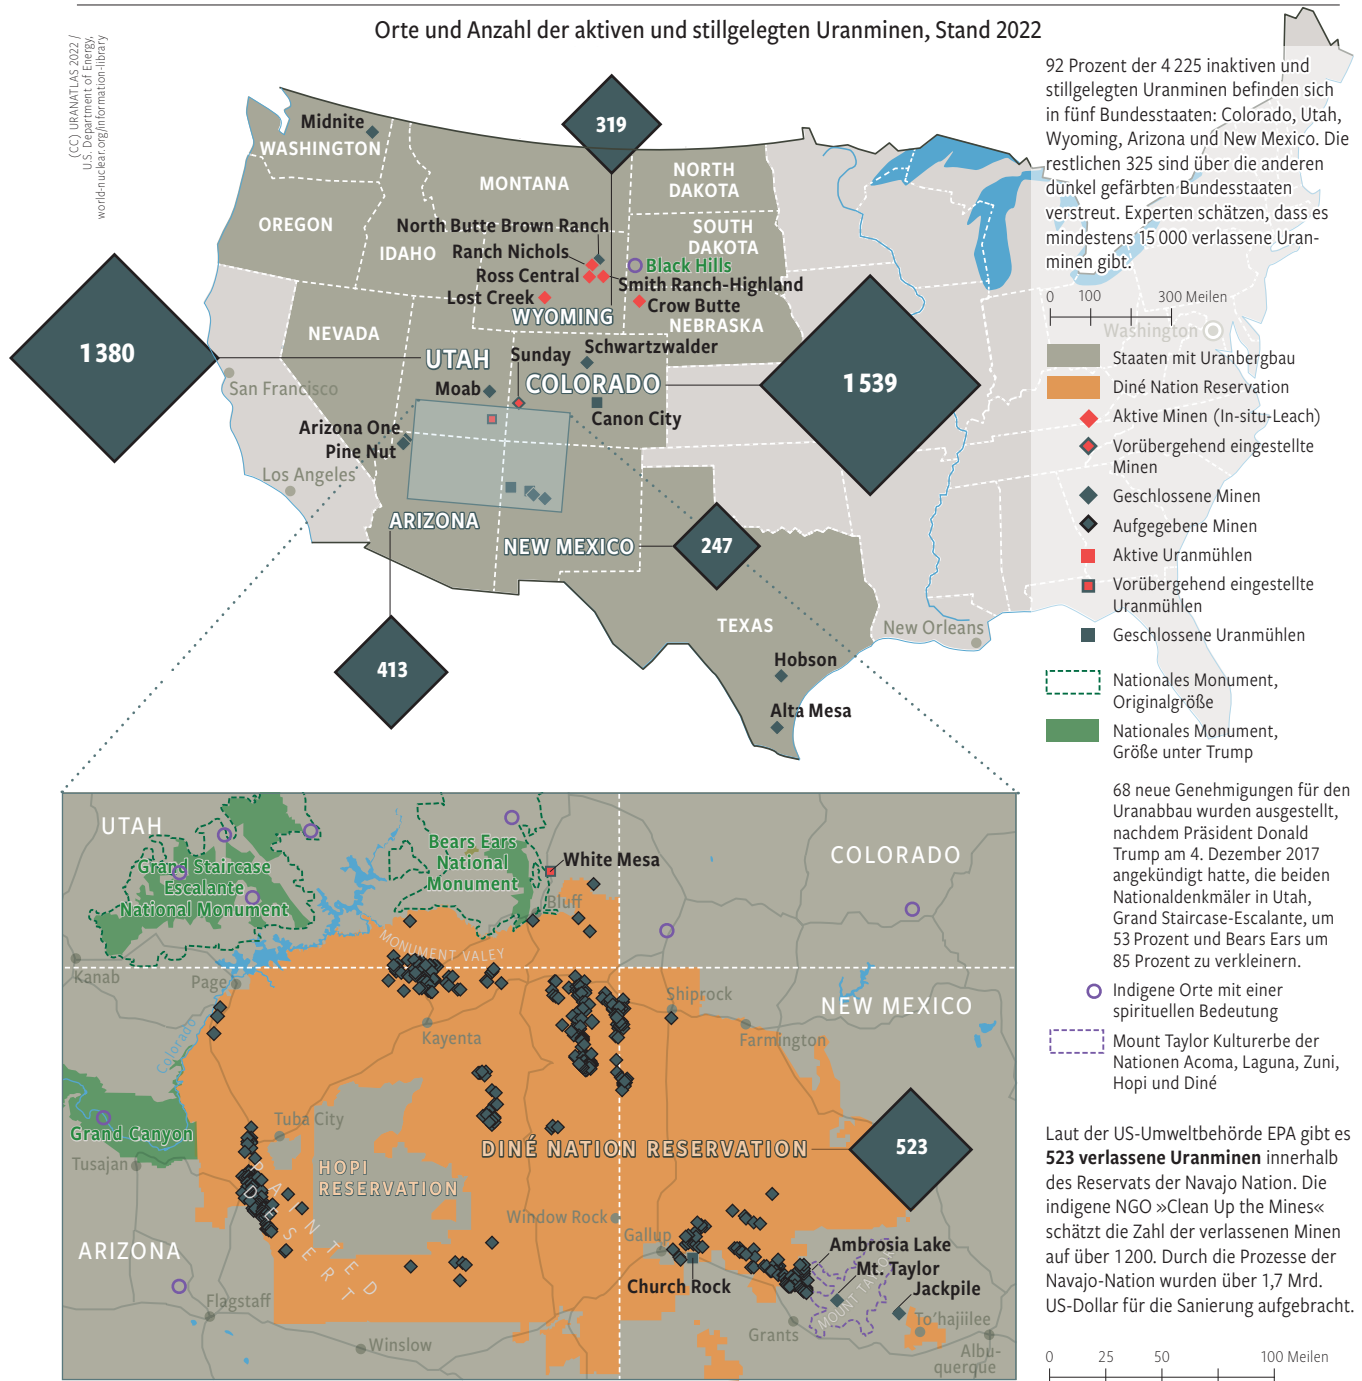 Orte und Anzahl der aktiven und stillgelegten Uranminen, Stand 2022
(CC) URANATLAS 2022 /
U.S. Department of Energy,
world-nuclear.org/information-library
92 Prozent der 4 225 inaktiven und
stillgelegten Uranminen befinden sich
in fünf Bundesstaaten: Colorado, Utah,
Wyoming, Arizona und New Mexico. Die
restlichen 325 sind über die anderen
dunkel gefärbten Bundesstaaten
verstreut. Experten schätzen, dass es
mindestens 15 000 verlassene Uran-
minen gibt.
0 100 300 Meilen
Washington
Staaten mit Uranbergbau
Diné Nation Reservation
Aktive Minen (In-situ-Leach)
Vorübergehend eingestellte
Minen
Geschlossene Minen
Aufgegebene Minen
Aktive Uranmühlen
Vorübergehend eingestellte
Uranmühlen
Geschlossene Uranmühlen
Nationales Monument,
Originalgröße
Nationales Monument,
Größe unter Trump
68 neue Genehmigungen für den
Uranabbau wurden ausgestellt,
nachdem Präsident Donald
Trump am 4. Dezember 2017
angekündigt hatte, die beiden
Nationaldenkmäler in Utah,
Grand Staircase-Escalante, um
53 Prozent und Bears Ears um
85 Prozent zu verkleinern.
Indigene Orte mit einer
spirituellen Bedeutung
Mount Taylor Kulturerbe der
Nationen Acoma, Laguna, Zuni,
Hopi und Diné
Laut der US-Umweltbehörde EPA gibt es
523 verlassene Uranminen innerhalb
des Reservats der Navajo Nation. Die
indigene NGO »Clean Up the Mines«
schätzt die Zahl der verlassenen Minen
auf über 1 200. Durch die Prozesse der
Navajo-Nation wurden über 1,7 Mrd.
US-Dollar für die Sanierung aufgebracht.
0 25 50 100 Meilen
Midnite
WASHINGTON
319
MONTANA
NORTH
DAKOTA
OREGON
IDAHO
North Butte Brown Ranch
SOUTH
DAKOTA
Ranch Nichols
Black Hills
Ross Central
Smith Ranch-Highland
Lost Creek
Crow Butte
WYOMING
NEBRASKA
NEVADA
1 380
UTAH
Sunday
Schwartzwalder
COLORADO
1 539
San Francisco
Moab
Canon City
Arizona One
Pine Nut
Los Angeles
ARIZONA
NEW MEXICO
247
TEXAS
New Orleans
413
Hobson
Alta Mesa
UTAH
COLORADO
Bears Ears
National
Monument
White Mesa
Grand Staircase
Escalante
National Monument
Bluff
MONUMENT VALEY
Kanab
Page
Shiprock
NEW MEXICO
Colorado
Kayenta
Farmington
Tuba City
Grand Canyon
DINÉ NATION RESERVATION
523
Tusajan
HOPI
RESERVATION
PAINTED
DESERT
Window Rock
Gallup
ARIZONA
Ambrosia Lake
Mt. Taylor
Church Rock
Jackpile
MOUNT TAYLOR
Flagstaff
To'hajiilee
Grants
Winslow
Albu-
querque